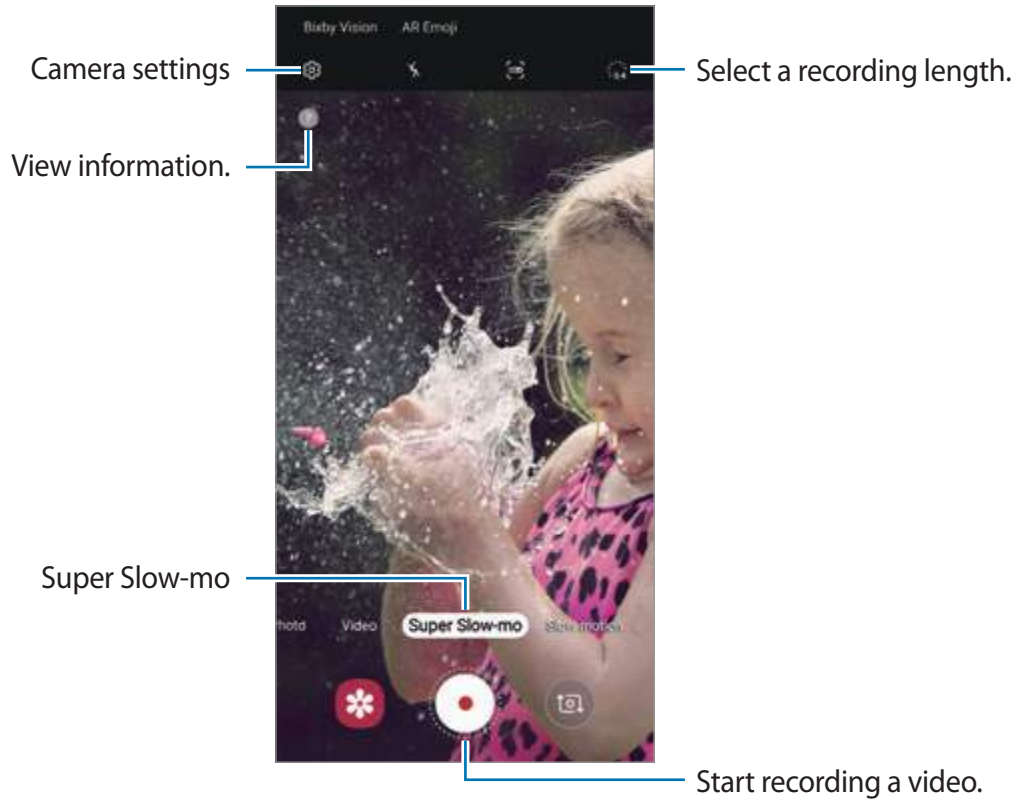 Bixby Vision AR Emoji
Camera settings
Select a recording length.
View information.
Super Slow-mo
Video Super Slow-mo Slow motion
Start recording a video.